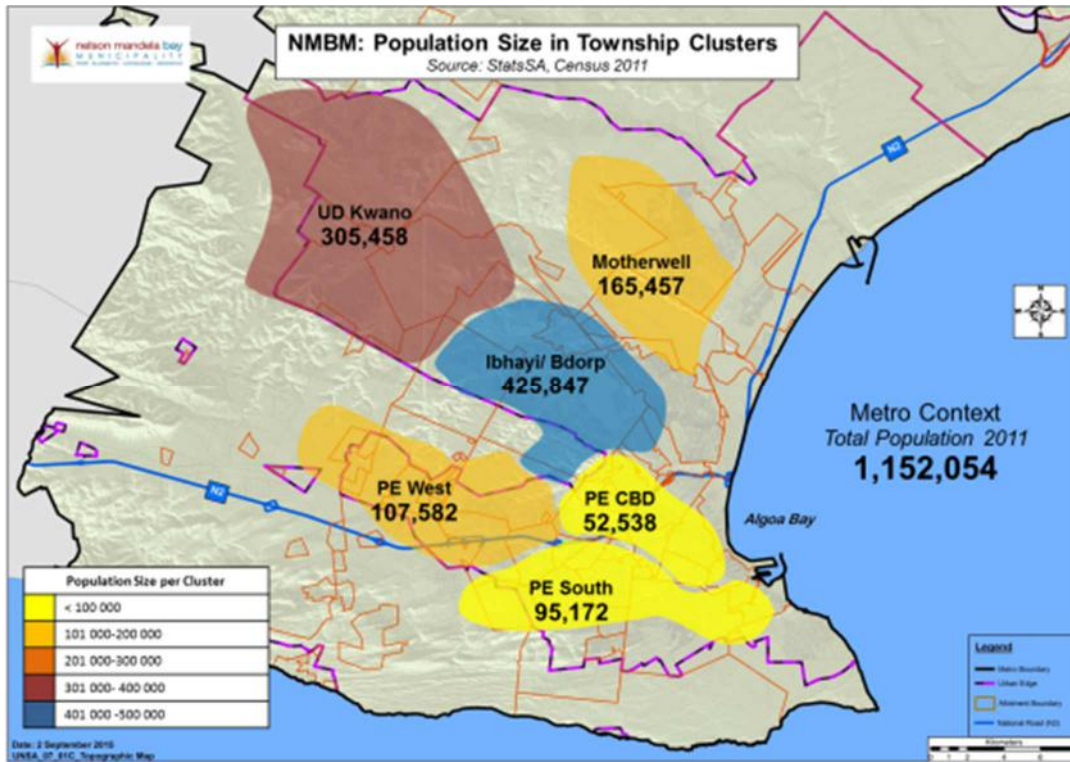 nelson mandela bay
MUNICIPALITY
NMBM: Population Size in Township Clusters
Source: StatsSA, Census 2011
N2
UD Kwano
305,458
Motherwell
165,457
Ibhayi/ Bdorp
425,847
Metro Context
Total Population 2011
1,152,054
PE West
107,582
N2
PE CBD
52,538
Algoa Bay
PE South
95,172
Population Size per Cluster
< 100 000
101 000-200 000
201 000-300 000
301 000- 400 000
401 000 -500 000
Legend
Metro Boundary
Urban Edge
Allotment Boundary
National Road (N2)
Kilometers